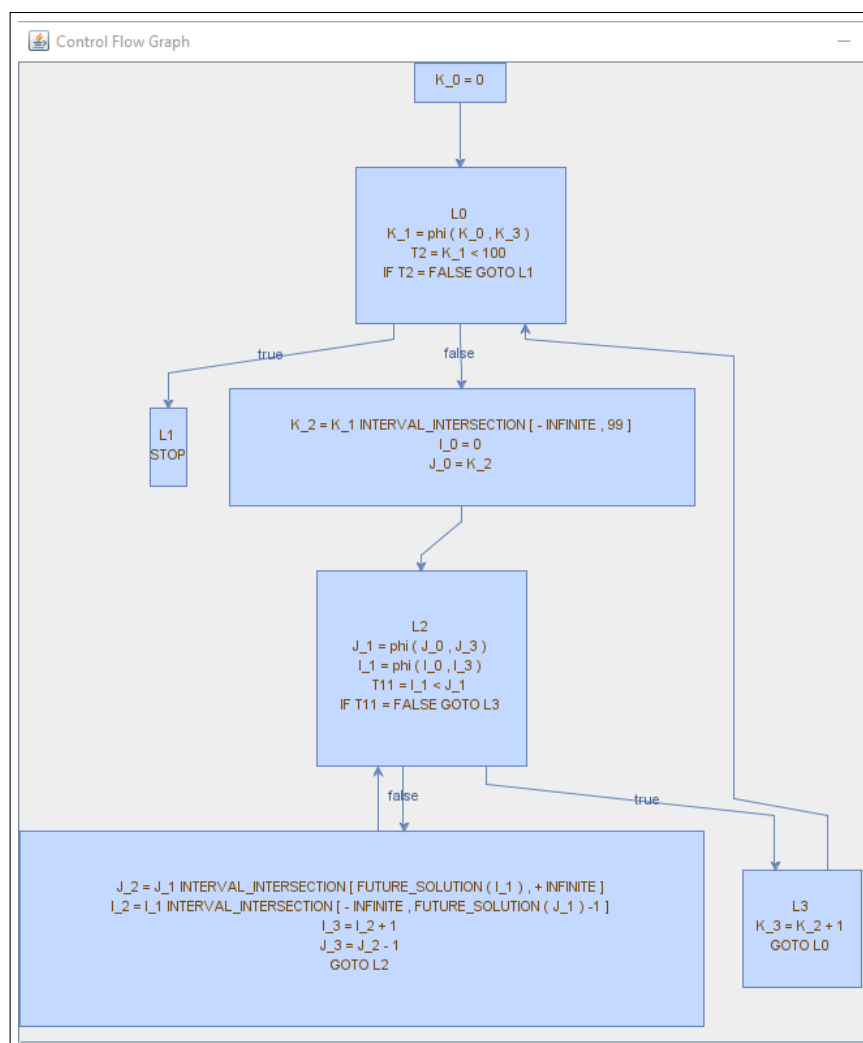 Control Flow Graph
K_0 = 0
L0
K_1 = phi ( K_0 , K_3 )
T2 = K_1 < 100
IF T2 = FALSE GOTO L1
true
false
L1
STOP
K_2 = K_1 INTERVAL_INTERSECTION [ - INFINITE , 99 ]
I_0 = 0
J_0 = K_2
L2
J_1 = phi ( J_0 , J_3 )
I_1 = phi ( I_0 , I_3 )
T11 = I_1 < J_1
IF T11 = FALSE GOTO L3
false
true
J_2 = J_1 INTERVAL_INTERSECTION [ FUTURE_SOLUTION ( I_1 ) , + INFINITE ]
I_2 = I_1 INTERVAL_INTERSECTION [ - INFINITE , FUTURE_SOLUTION ( J_1 ) -1 ]
I_3 = I_2 + 1
J_3 = J_2 - 1
GOTO L2
L3
K_3 = K_2 + 1
GOTO L0